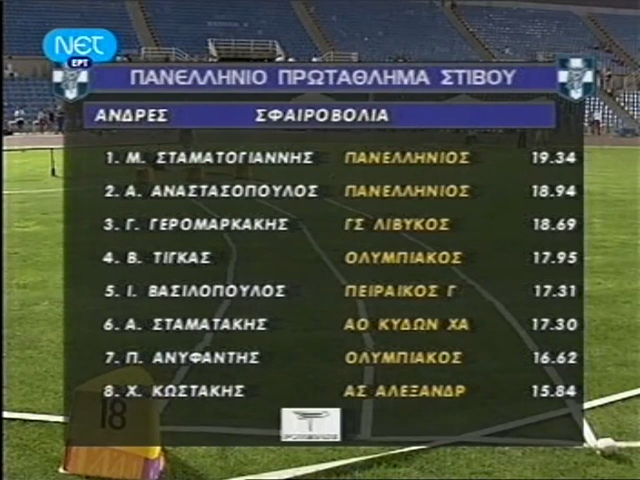 NET
ΕΡΤ
ΠΑΝΕΛΛΗΝΙΟ ΠΡΩΤΑΘΛΗΜΑ ΣΤΙΒΟΥ
ΑΝΔΡΕΣ ΣΦΑΙΡΟΒΟΛΙΑ
1. Μ. ΣΤΑΜΑΤΟΓΙΑΝΝΗΣ ΠΑΝΕΛΛΗΝΙΟΣ 19.34
2. Α. ΑΝΑΣΤΑΣΟΠΟΥΛΟΣ ΠΑΝΕΛΛΗΝΙΟΣ 18.94
3. Γ. ΓΕΡΟΜΑΡΚΑΚΗΣ ΓΣ ΛΙΒΥΚΟΣ 18.69
4. Β. ΤΙΓΚΑΣ ΟΛΥΜΠΙΑΚΟΣ 17.95
5. Ι. ΒΑΣΙΛΟΠΟΥΛΟΣ ΠΕΙΡΑΙΚΟΣ Γ 17.31
6. Α. ΣΤΑΜΑΤΑΚΗΣ ΑΟ ΚΥΔΩΝ ΧΑ 17.30
7. Π. ΑΝΥΦΑΝΤΗΣ ΟΛΥΜΠΙΑΚΟΣ 16.62
8. Χ. ΚΩΣΤΑΚΗΣ ΑΣ ΑΛΕΞΑΝΔΡ 15.84
18